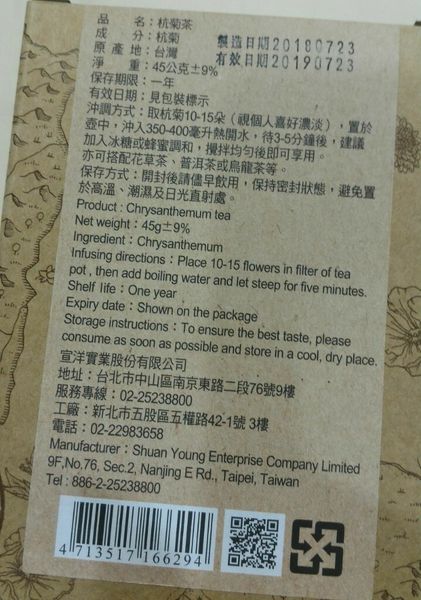 品　　名：杭菊茶
成　　分：杭菊
製造日期20180723
原 產 地：台灣
有效日期20190723
淨　　重：45公克±9%
保存期限：一年
有效日期：見包裝標示
沖調方式：取杭菊10-15朵（視個人喜好濃淡），置於
壺中，沖入350-400毫升熱開水，待3-5分鐘後，建議
加入冰糖或蜂蜜調和，攪拌均勻後即可享用。
亦可搭配花草茶、普洱茶或烏龍茶等。
保存方式：開封後請儘早飲用，保持密封狀態，避免置
於高溫、潮濕及日光直射處。
Product : Chrysanthemum tea
Net weight : 45g±9%
Ingredient : Chrysanthemum
Infusing directions : Place 10-15 flowers in filter of tea
pot , then add boiling water and let steep for five minutes.
Shelf life : One year
Expiry date : Shown on the package
Storage instructions : To ensure the best taste, please
consume as soon as possible and store in a cool, dry place.
宣洋實業股份有限公司
地址：台北市中山區南京東路二段76號9樓
服務專線：02-25238800
工廠：新北市五股區五權路42-1號 3樓
電話：02-22983658
Manufacturer : Shuan Young Enterprise Company Limited
9F,No.76, Sec.2, Nanjing E Rd., Taipei, Taiwan
Tel : 886-2-25238800
4 713517 166294